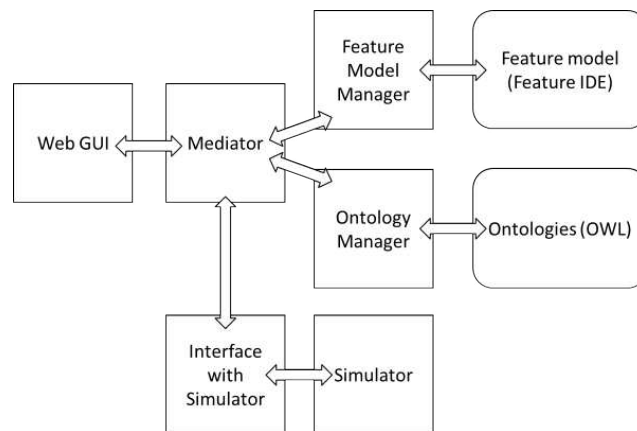 Feature
Model
Manager
Feature model
(Feature IDE)
Web GUI
Mediator
Ontology
Manager
Ontologies (OWL)
Interface
with
Simulator
Simulator